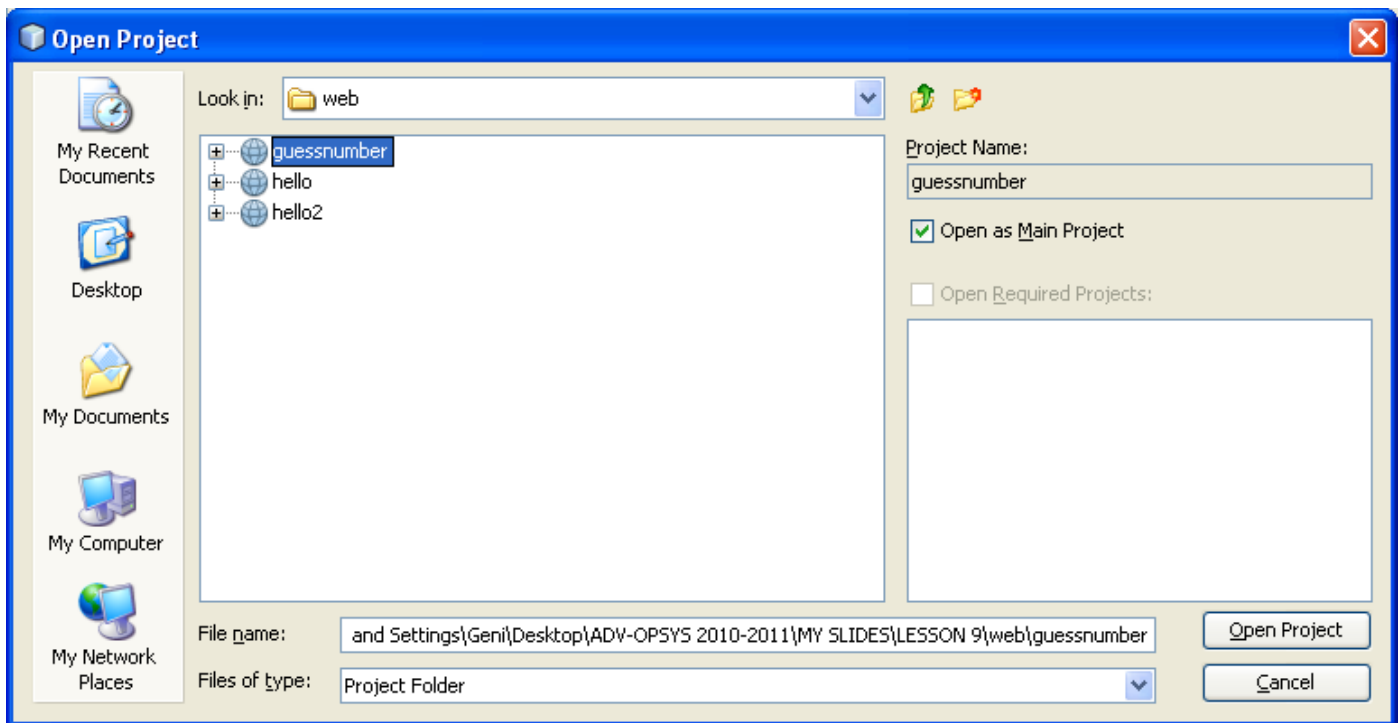 Open Project
Look in: web
My Recent
Documents
Desktop
My Documents
My Computer
My Network
Places
guessnumber
hello
hello2
Project Name:
guessnumber
Open as Main Project
Open Required Projects:
File name: and Settings\Geni\Desktop\ADV-OPSYS 2010-2011\MY SLIDES\LESSON 9\web\guessnumber
Open Project
Files of type: Project Folder
Cancel